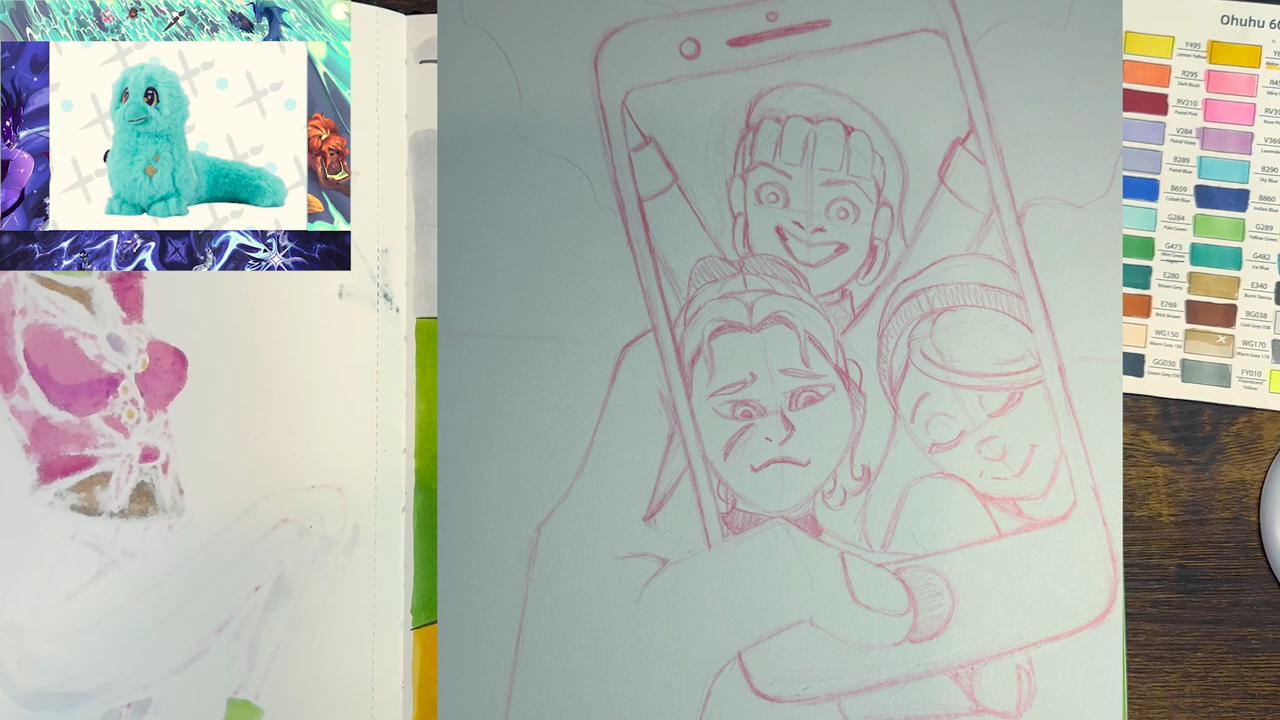 Ohuhu
Y495
Lemon Yellow
R295
RV210
Pastel Pink
V284
Pastel Violet
B289
Pastel Blue
B290
Sky Blue
B659
Cobalt Blue
B860
Indian Blue
G284
Pale Green
G289
Yellow Green
G473
G482
Ice Blue
E280
Brown Grey
E340
Burnt Sienna
E769
Brick Brown
BG038
Cool Grey 038
WG150
Warm Grey 150
WG170
Warm Grey 170
GG030
Green Grey 030
FY010
Fluorescent
Yellow